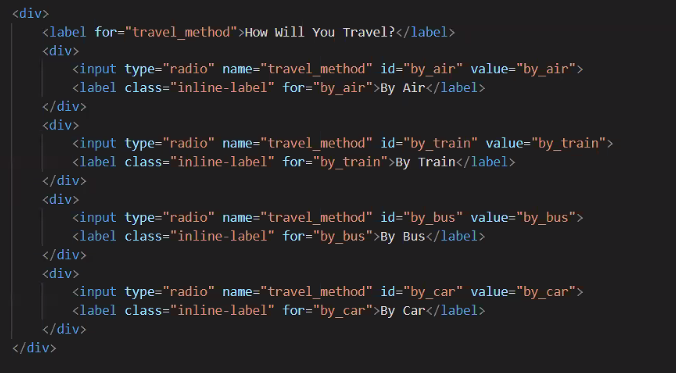 <div>
    <label for="travel_method">How Will You Travel?</label>
    <div>
        <input type="radio" name="travel_method" id="by_air" value="by_air">
        <label class="inline-label" for="by_air">By Air</label>
    </div>
    <div>
        <input type="radio" name="travel_method" id="by_train" value="by_train">
        <label class="inline-label" for="by_train">By Train</label>
    </div>
    <div>
        <input type="radio" name="travel_method" id="by_bus" value="by_bus">
        <label class="inline-label" for="by_bus">By Bus</label>
    </div>
    <div>
        <input type="radio" name="travel_method" id="by_car" value="by_car">
        <label class="inline-label" for="by_car">By Car</label>
    </div>
</div>